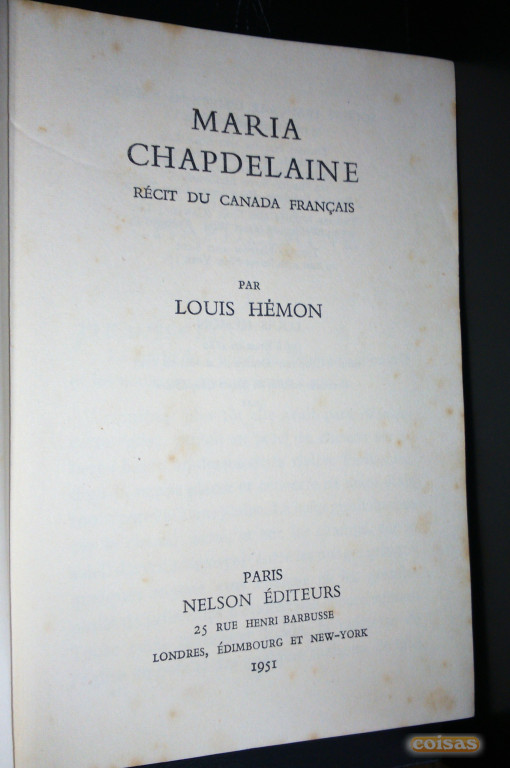 MARIA
CHAPDELAINE
RÉCIT DU CANADA FRANÇAIS
PAR
LOUIS HÉMON
PARIS
NELSON ÉDITEURS
25 RUE HENRI BARBUSSE
LONDRES, ÉDIMBOURG ET NEW-YORK
1951
coisas